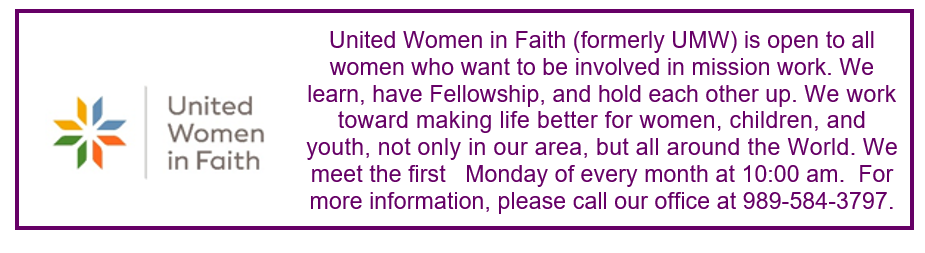 United
Women
in Faith
United Women in Faith (formerly UMW) is open to all
women who want to be involved in mission work. We
learn, have Fellowship, and hold each other up. We work
toward making life better for women, children, and
youth, not only in our area, but all around the World. We
meet the first   Monday of every month at 10:00 am.  For
more information, please call our office at 989-584-3797.